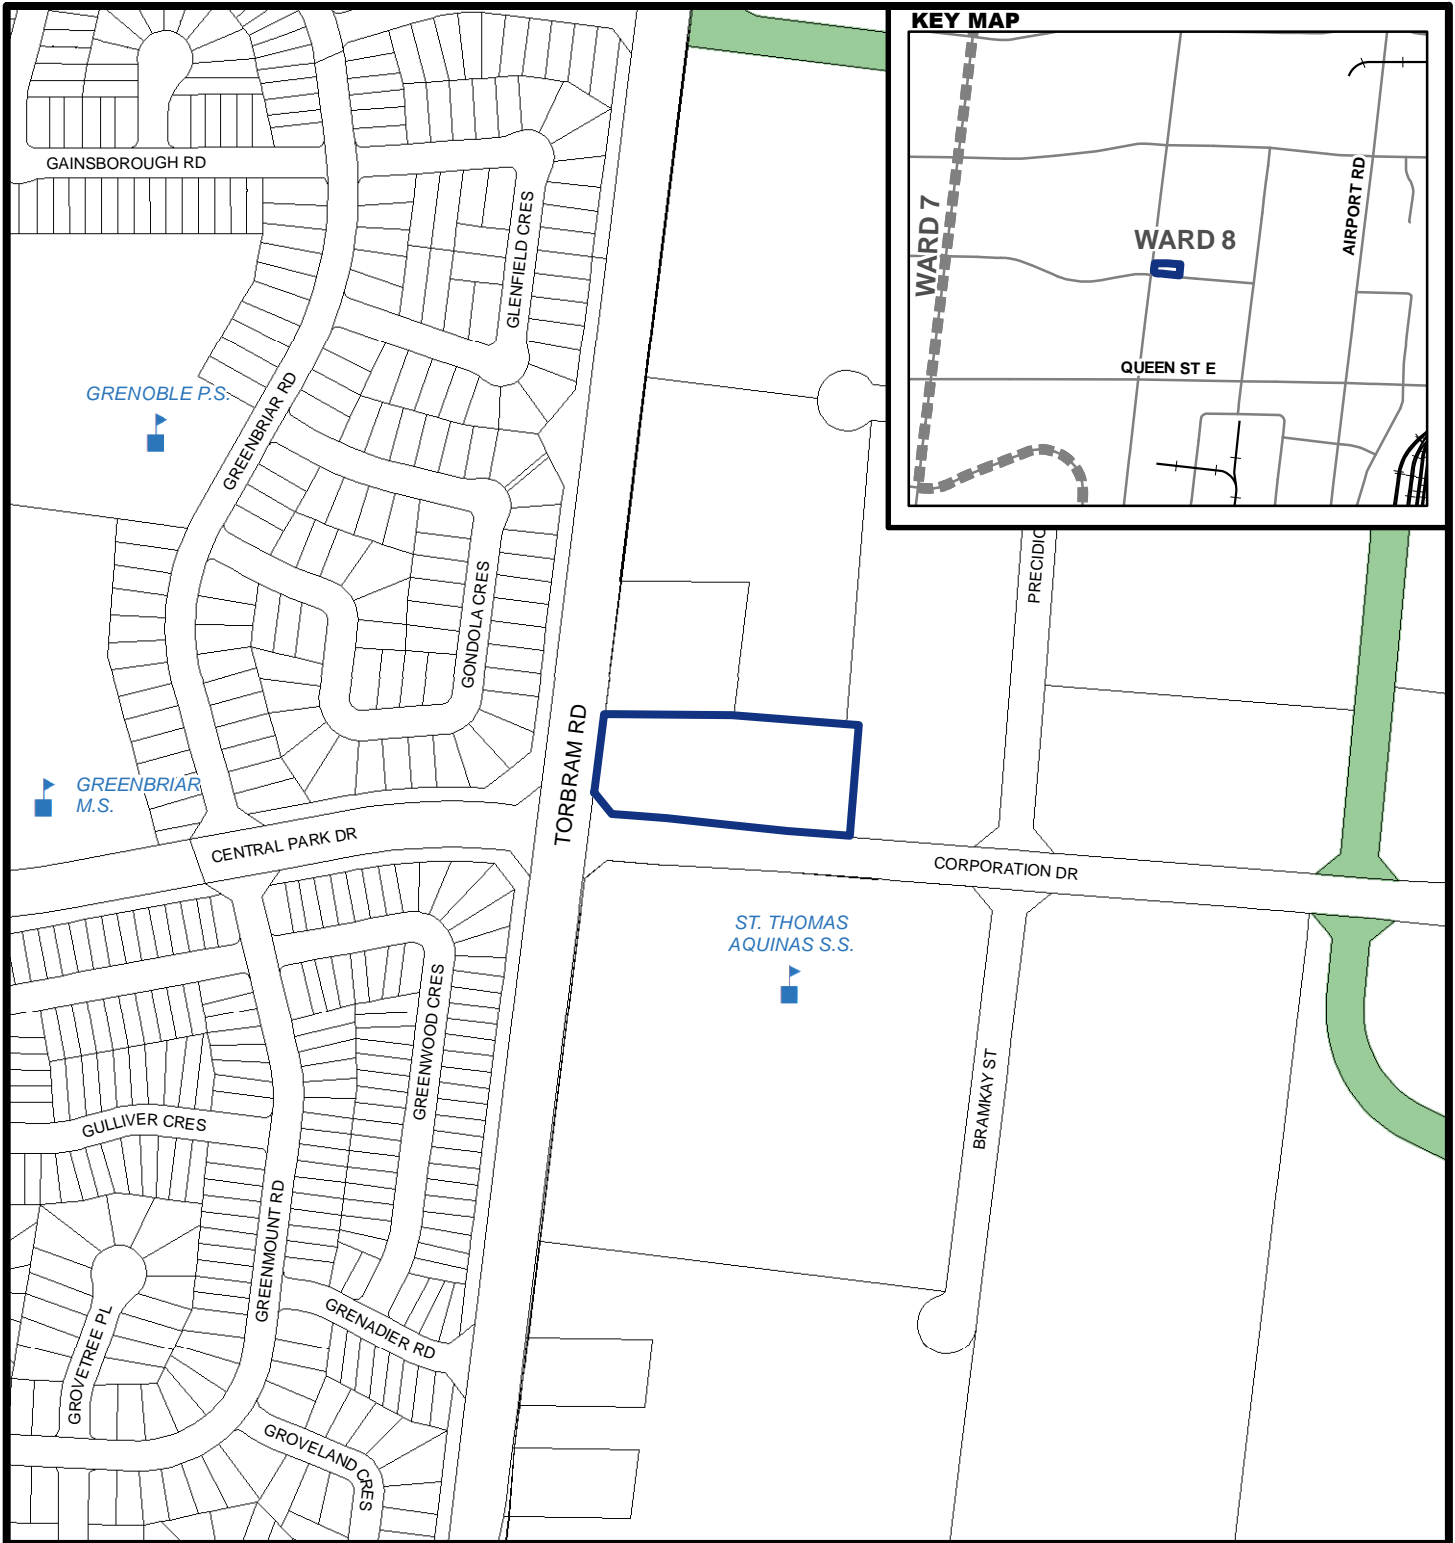 KEY MAP
WARD 7
WARD 8
AIRPORT RD
QUEEN ST E
GAINSBOROUGH RD
GLENFIELD CRES
GRENOBLE P.S.
GREENBRIAR RD
PRECIDIO
GONDOLA CRES
TORBRAM RD
GREENBRIAR
M.S.
CENTRAL PARK DR
CORPORATION DR
ST. THOMAS
AQUINAS S.S.
GREENWOOD CRES
BRAMKAY ST
GULLIVER CRES
GREENMOUNT RD
GRENADIER RD
GROVETREE PL
GROVELAND CRES